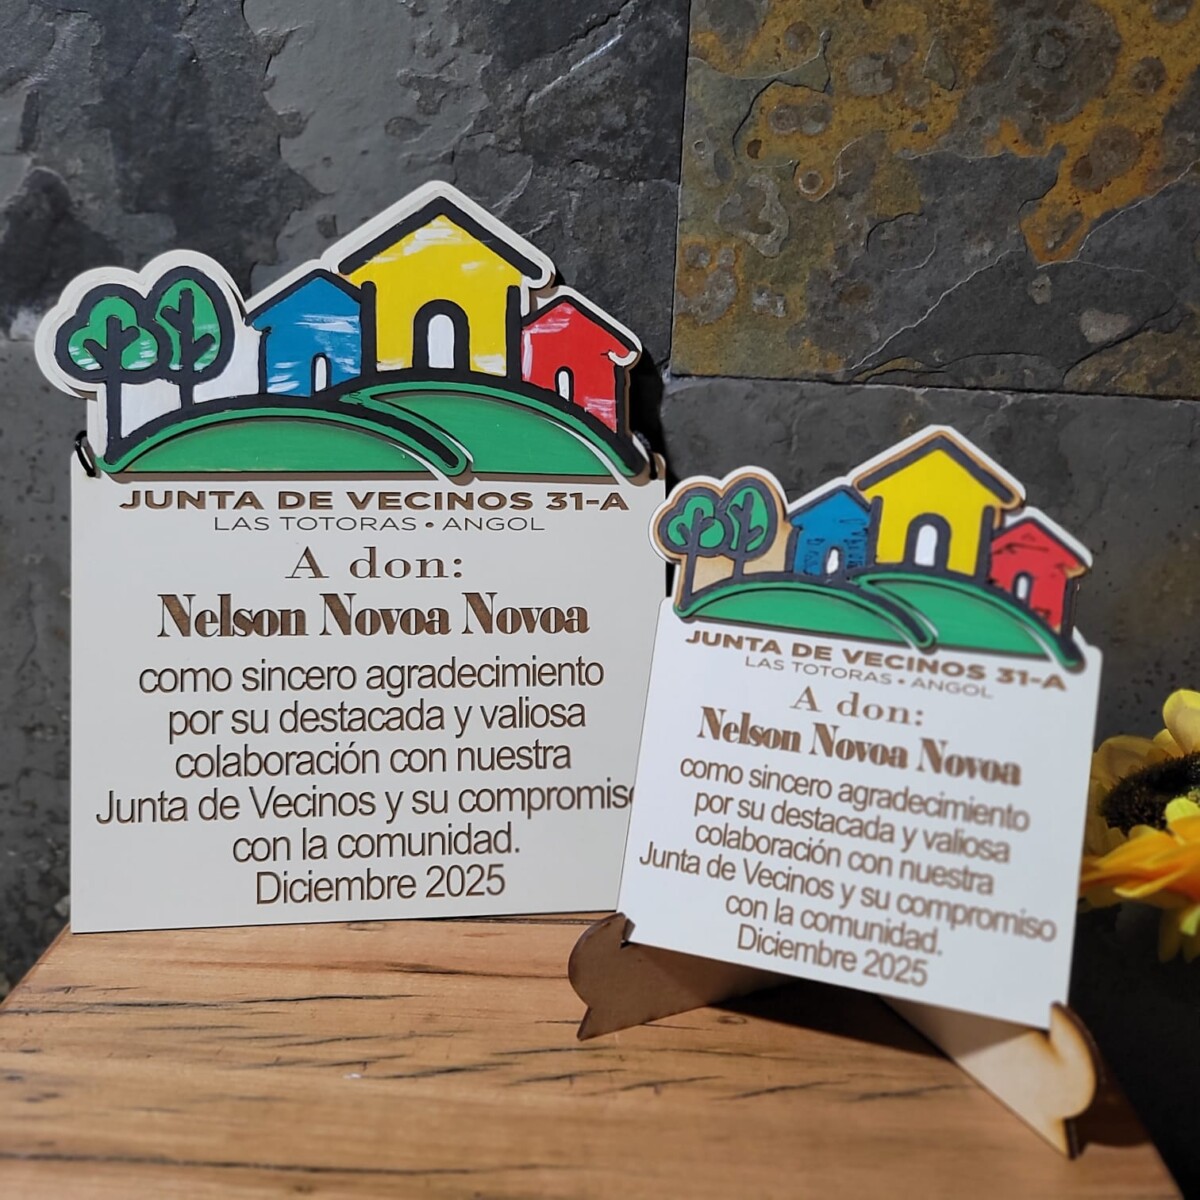 JUNTA DE VECINOS 31-A
LAS TOTORAS • ANGOL
A don:
Nelson Novoa Novoa
como sincero agradecimiento
por su destacada y valiosa
colaboración con nuestra
Junta de Vecinos y su compromiso
con la comunidad.
Diciembre 2025
JUNTA DE VECINOS 31-A
LAS TOTORAS • ANGOL
A don:
Nelson Novoa Novoa
como sincero agradecimiento
por su destacada y valiosa
colaboración con nuestra
Junta de Vecinos y su compromiso
con la comunidad.
Diciembre 2025